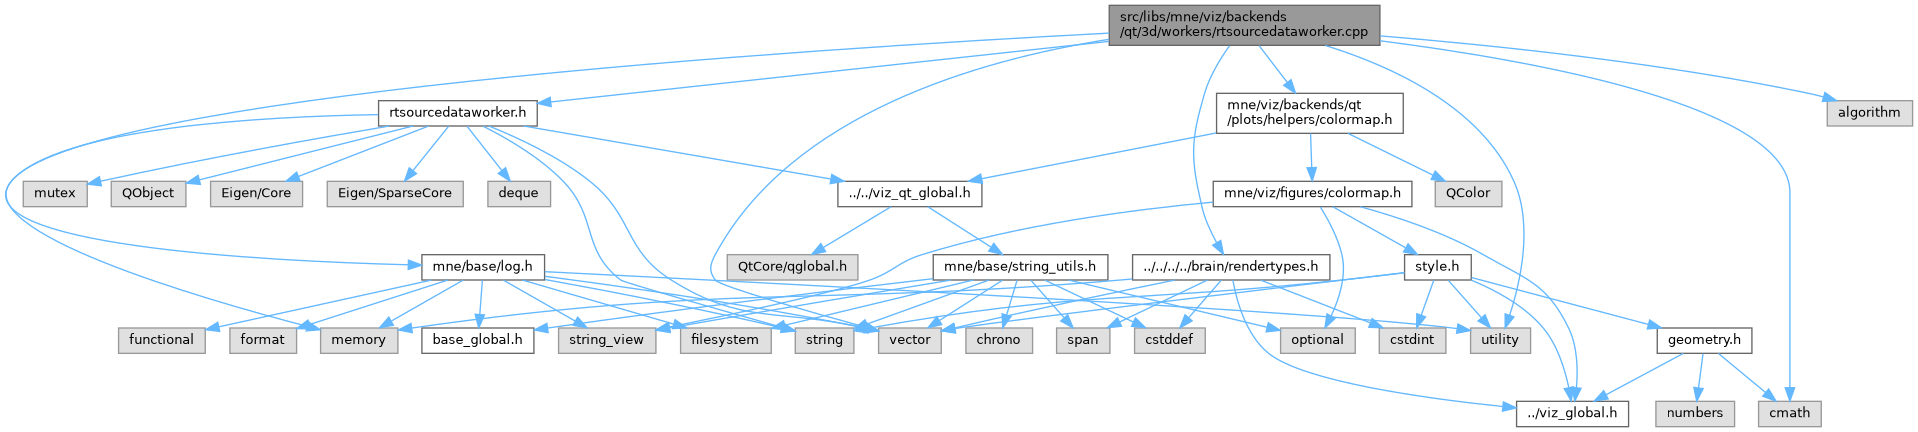 src/libs/mne/viz/backends
/qt/3d/workers/rtsourcedataworker.cpp
rtsourcedataworker.h
mne/viz/backends/qt
/plots/helpers/colormap.h
algorithm
mutex
QObject
Eigen/Core
Eigen/SparseCore
deque
../../viz_qt_global.h
mne/viz/figures/colormap.h
QColor
mne/base/log.h
QtCore/qglobal.h
mne/base/string_utils.h
../../../../brain/rendertypes.h
style.h
functional
format
memory
base_global.h
string_view
filesystem
string
vector
chrono
span
cstddef
optional
cstdint
utility
geometry.h
../viz_global.h
numbers
cmath